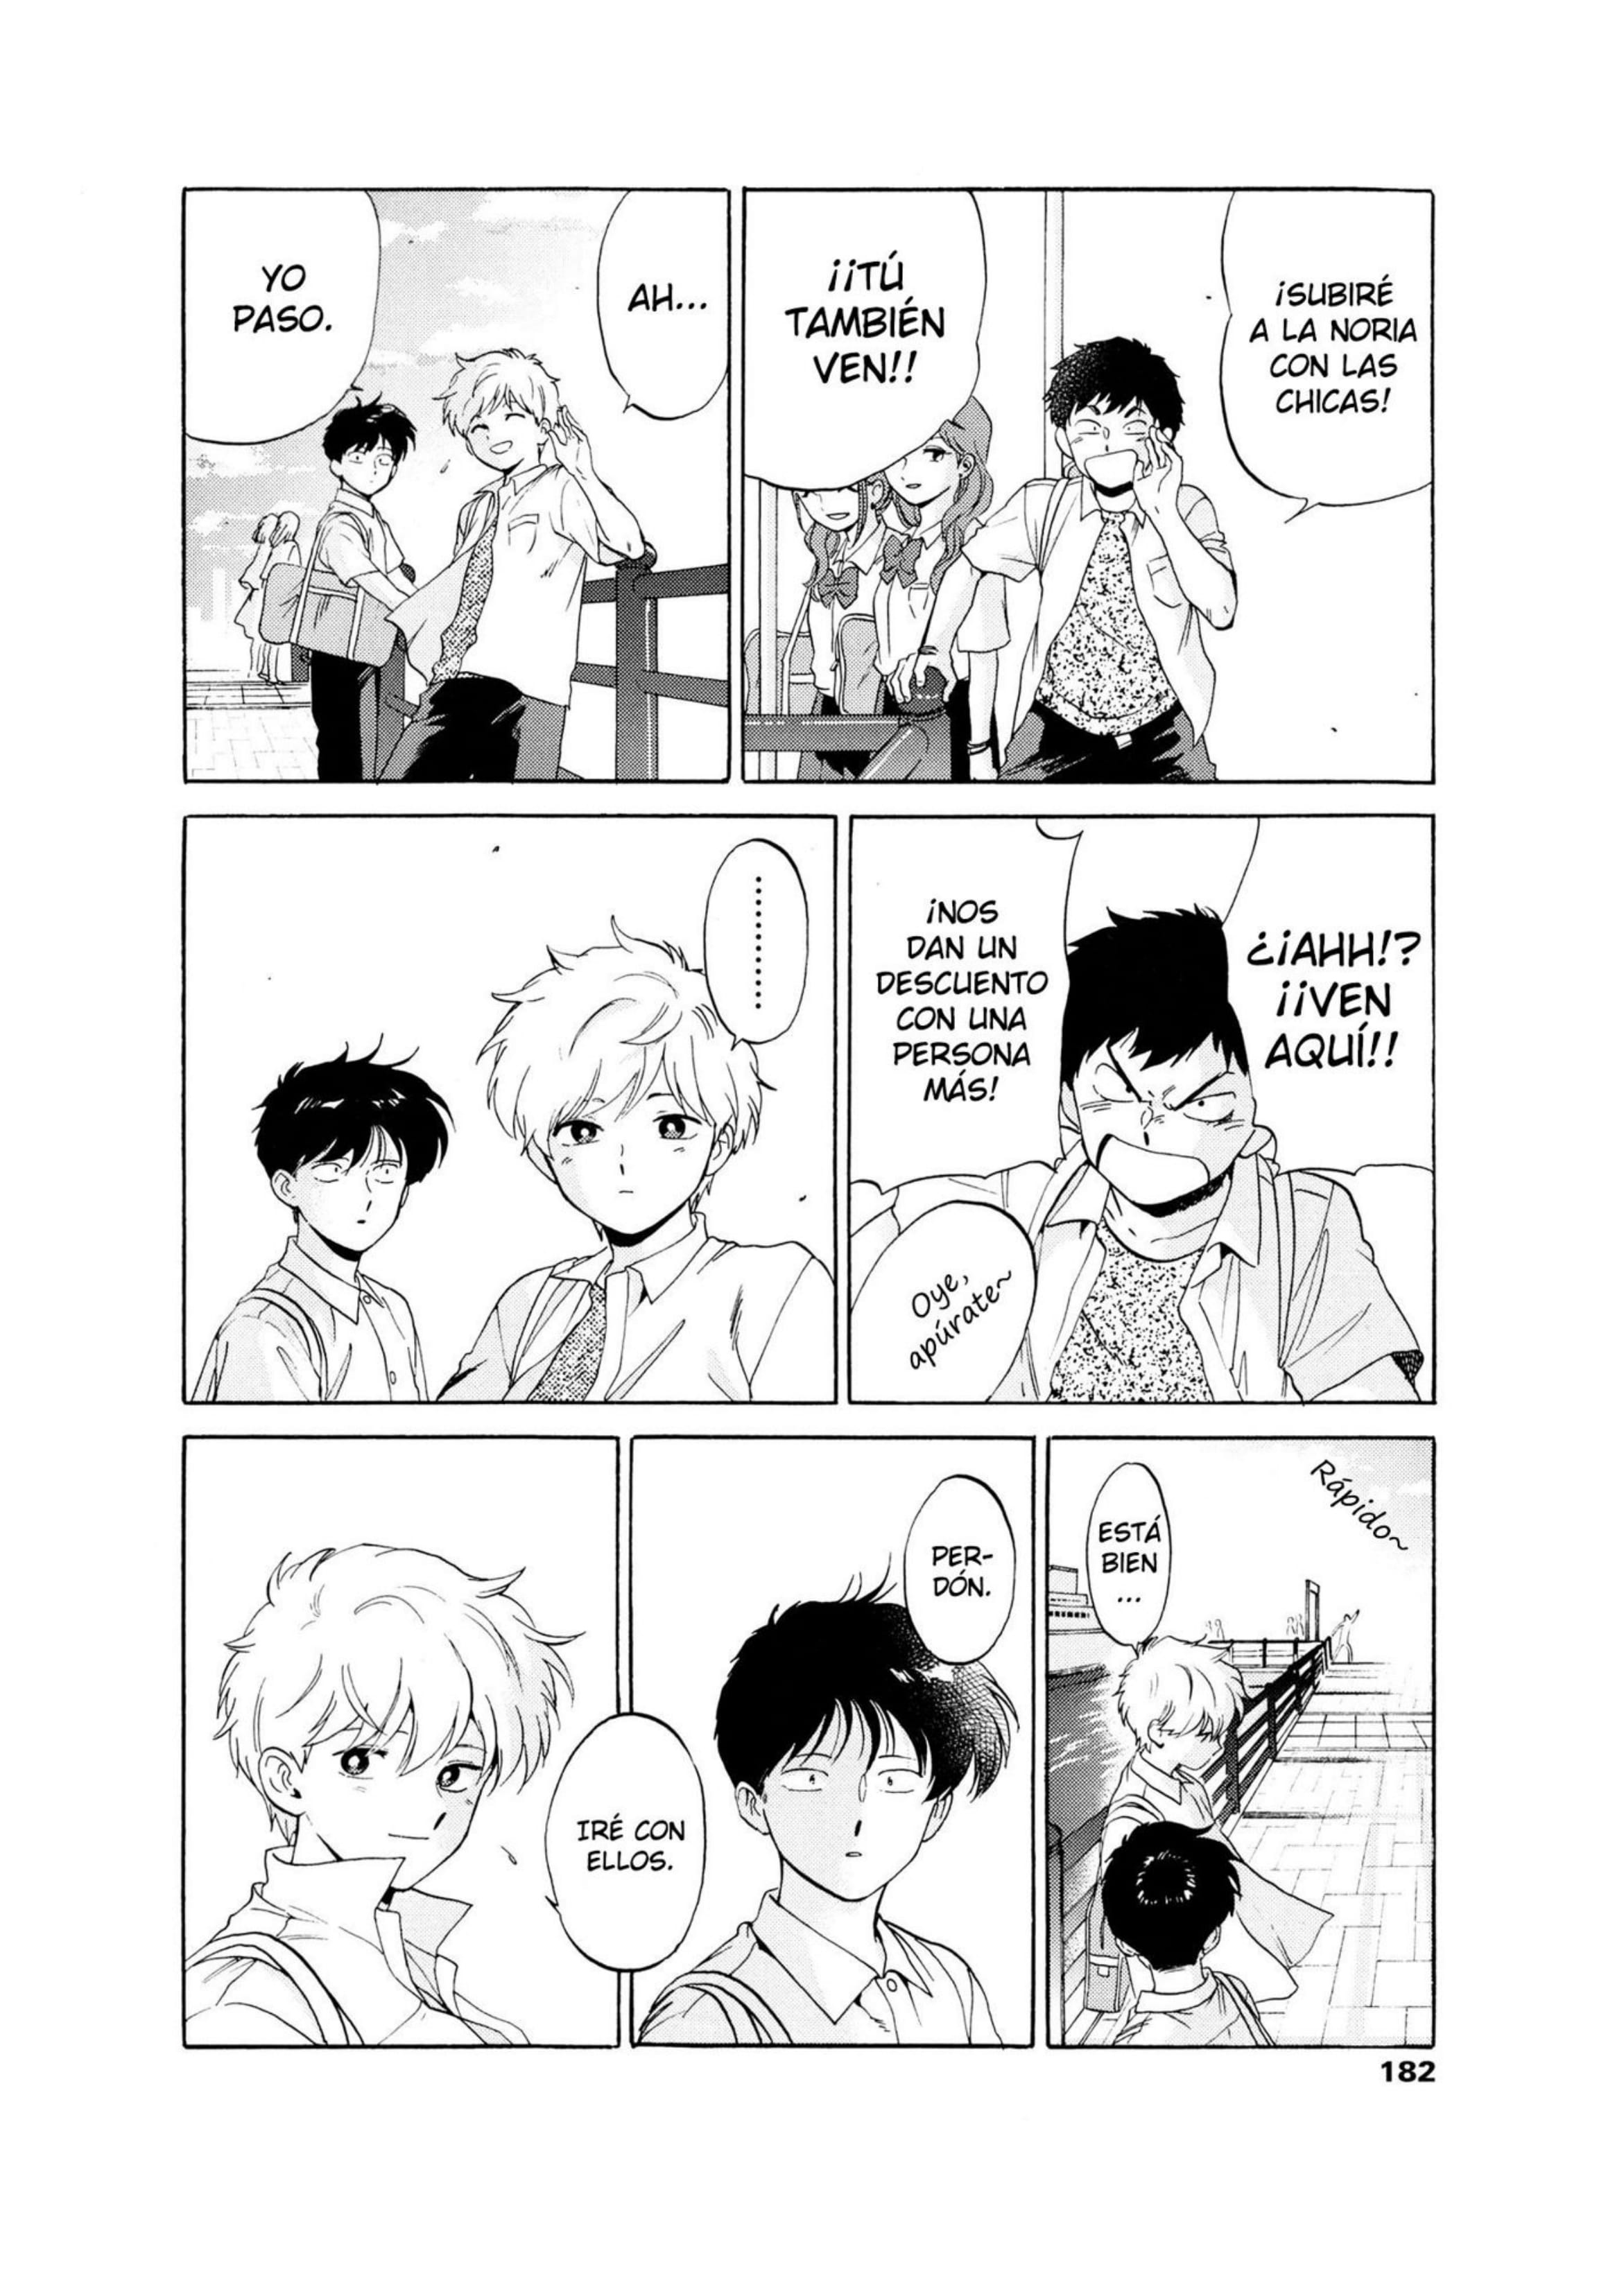 ¡SUBIRÉ
A LA NORIA
CON LAS
CHICAS!
¡¡TÚ
TAMBIÉN
VEN!!
AH...
YO
PASO.
¿¡AHH!?
¡¡VEN
AQUÍ!!
¡NOS
DAN UN
DESCUENTO
CON UNA
PERSONA
MÁS!
Oye,
apúrate~
..........
Rápido~
ESTÁ
BIEN
...
PER-
DÓN.
IRÉ CON
ELLOS.
182